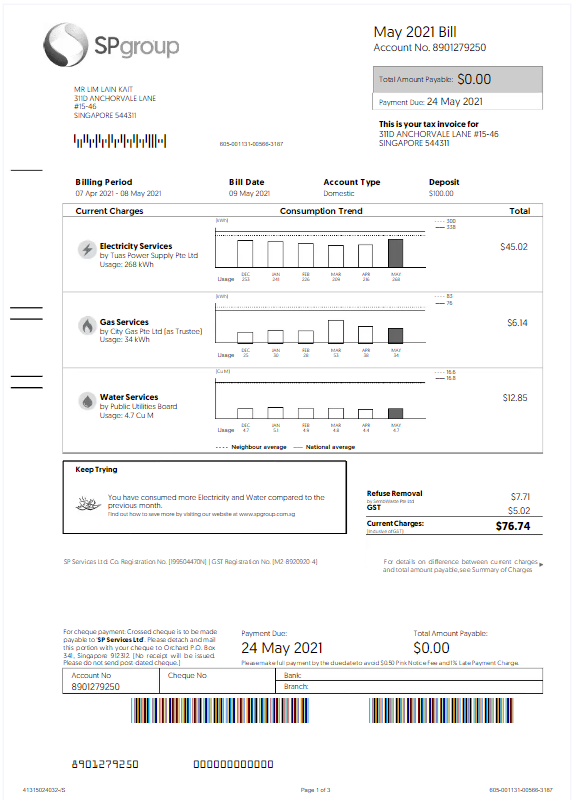 SPgroup
May 2021 Bill
Account No. 8901279250
Total Amount Payable: $0.00
Payment Due: 24 May 2021
MR LIM LAIN KAIT
311D ANCHORVALE LANE
#15-46
SINGAPORE 544311
This is your tax invoice for
311D ANCHORVALE LANE #15-46
SINGAPORE 544311
605-001131-00566-3167
Billing Period Bill Date Account Type Deposit
07 Apr 2021 - 08 May 2021 09 May 2021 Domestic $100.00
Current Charges Consumption Trend Total
(kWh)
300
338
Electricity Services
by Tuas Power Supply Pte Ltd
Usage: 268 kWh
$45.02
DEC JAN FEB MAR APR MAY
Usage 253 241 226 209 216 268
(kWh)
83
76
Gas Services
by City Gas Pte Ltd (as Trustee)
Usage: 34 kWh
$6.14
DEC JAN FEB MAR APR MAY
Usage 25 30 28 53 30 34
(Cu M)
16.6
16.8
Water Services
by Public Utilities Board
Usage: 4.7 Cu M
$12.85
DEC JAN FEB MAR APR MAY
Usage 4.7 5.1 4.9 4.8 4.4 4.7
Neighbour average National average
Keep Trying
You have consumed more Electricity and Water compared to the
previous month.
Find out how to save more by visiting our website at www.spgroup.com.sg
Refuse Removal $7.71
GST $5.02
Current Charges: $76.74
(Inclusive of GST)
SP Services Ltd: Co. Registration No. (199504470N) | GST Registration No. (M2-8920920-4)
For details on difference between current charges
and total amount payable, see Summary of Charges
For cheque payment: Crossed cheque is to be made
payable to 'SP Services Ltd'. Please detach and mail
this portion with your cheque to Orchard P.O. Box
341, Singapore 912312. (No receipt will be issued.
Please do not send post-dated cheque.)
Payment Due:
24 May 2021
Total Amount Payable:
$0.00
Please make full payment by the due date to avoid $0.50 Pink Notice Fee and 1% Late Payment Charge.
Account No
8901279250
Cheque No
Bank:
Branch:
8901279250 000000000000
Page 1 of 3
605-001131-00566-3167